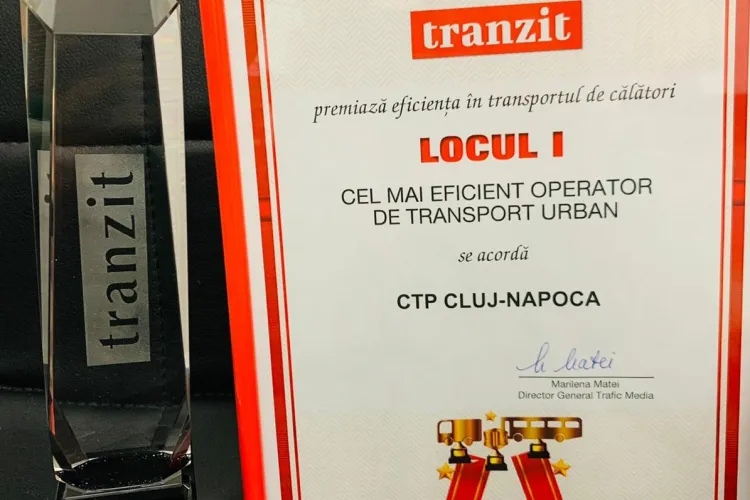 tranzit
tranzit
premiază eficiența în transportul de călători
LOCUL I
CEL MAI EFICIENT OPERATOR
DE TRANSPORT URBAN
se acordă
CTP CLUJ-NAPOCA
M Matei
Marilena Matei
Director General Trafic Media